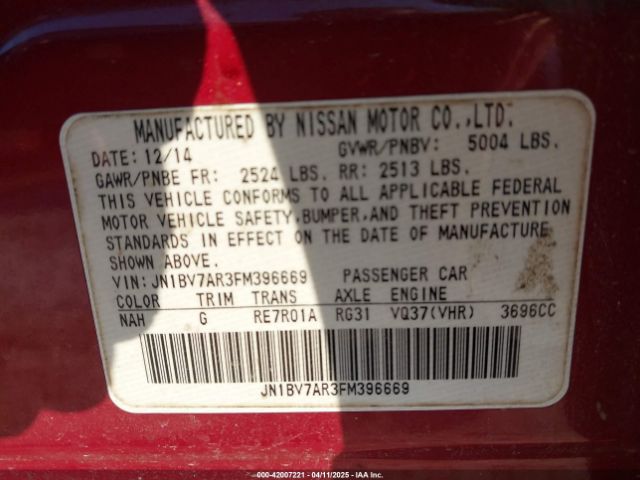 MANUFACTURED BY NISSAN MOTOR CO.,LTD.
DATE: 12/14 GVWR/PNBV: 5004 LBS.
GAWR/PNBE FR: 2524 LBS. RR: 2513 LBS.
THIS VEHICLE CONFORMS TO ALL APPLICABLE FEDERAL
MOTOR VEHICLE SAFETY,BUMPER,AND THEFT PREVENTION
STANDARDS IN EFFECT ON THE DATE OF MANUFACTURE
SHOWN ABOVE.
VIN: JN1BV7AR3FM396669 PASSENGER CAR
COLOR TRIM TRANS AXLE ENGINE
NAH G RE7R01A RG31 VQ37(VHR) 3696CC
JN1BV7AR3FM396669
000-42007221 - 04/11/2025 - IAA Inc.